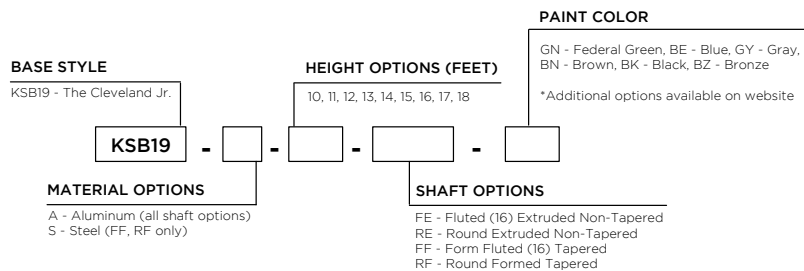 PAINT COLOR
GN - Federal Green, BE - Blue, GY - Gray,
BN - Brown, BK - Black, BZ - Bronze
*Additional options available on website
BASE STYLE
KSB19 - The Cleveland Jr.
HEIGHT OPTIONS (FEET)
10, 11, 12, 13, 14, 15, 16, 17, 18
KSB19 - - - -
MATERIAL OPTIONS
A - Aluminum (all shaft options)
S - Steel (FF, RF only)
SHAFT OPTIONS
FE - Fluted (16) Extruded Non-Tapered
RE - Round Extruded Non-Tapered
FF - Form Fluted (16) Tapered
RF - Round Formed Tapered